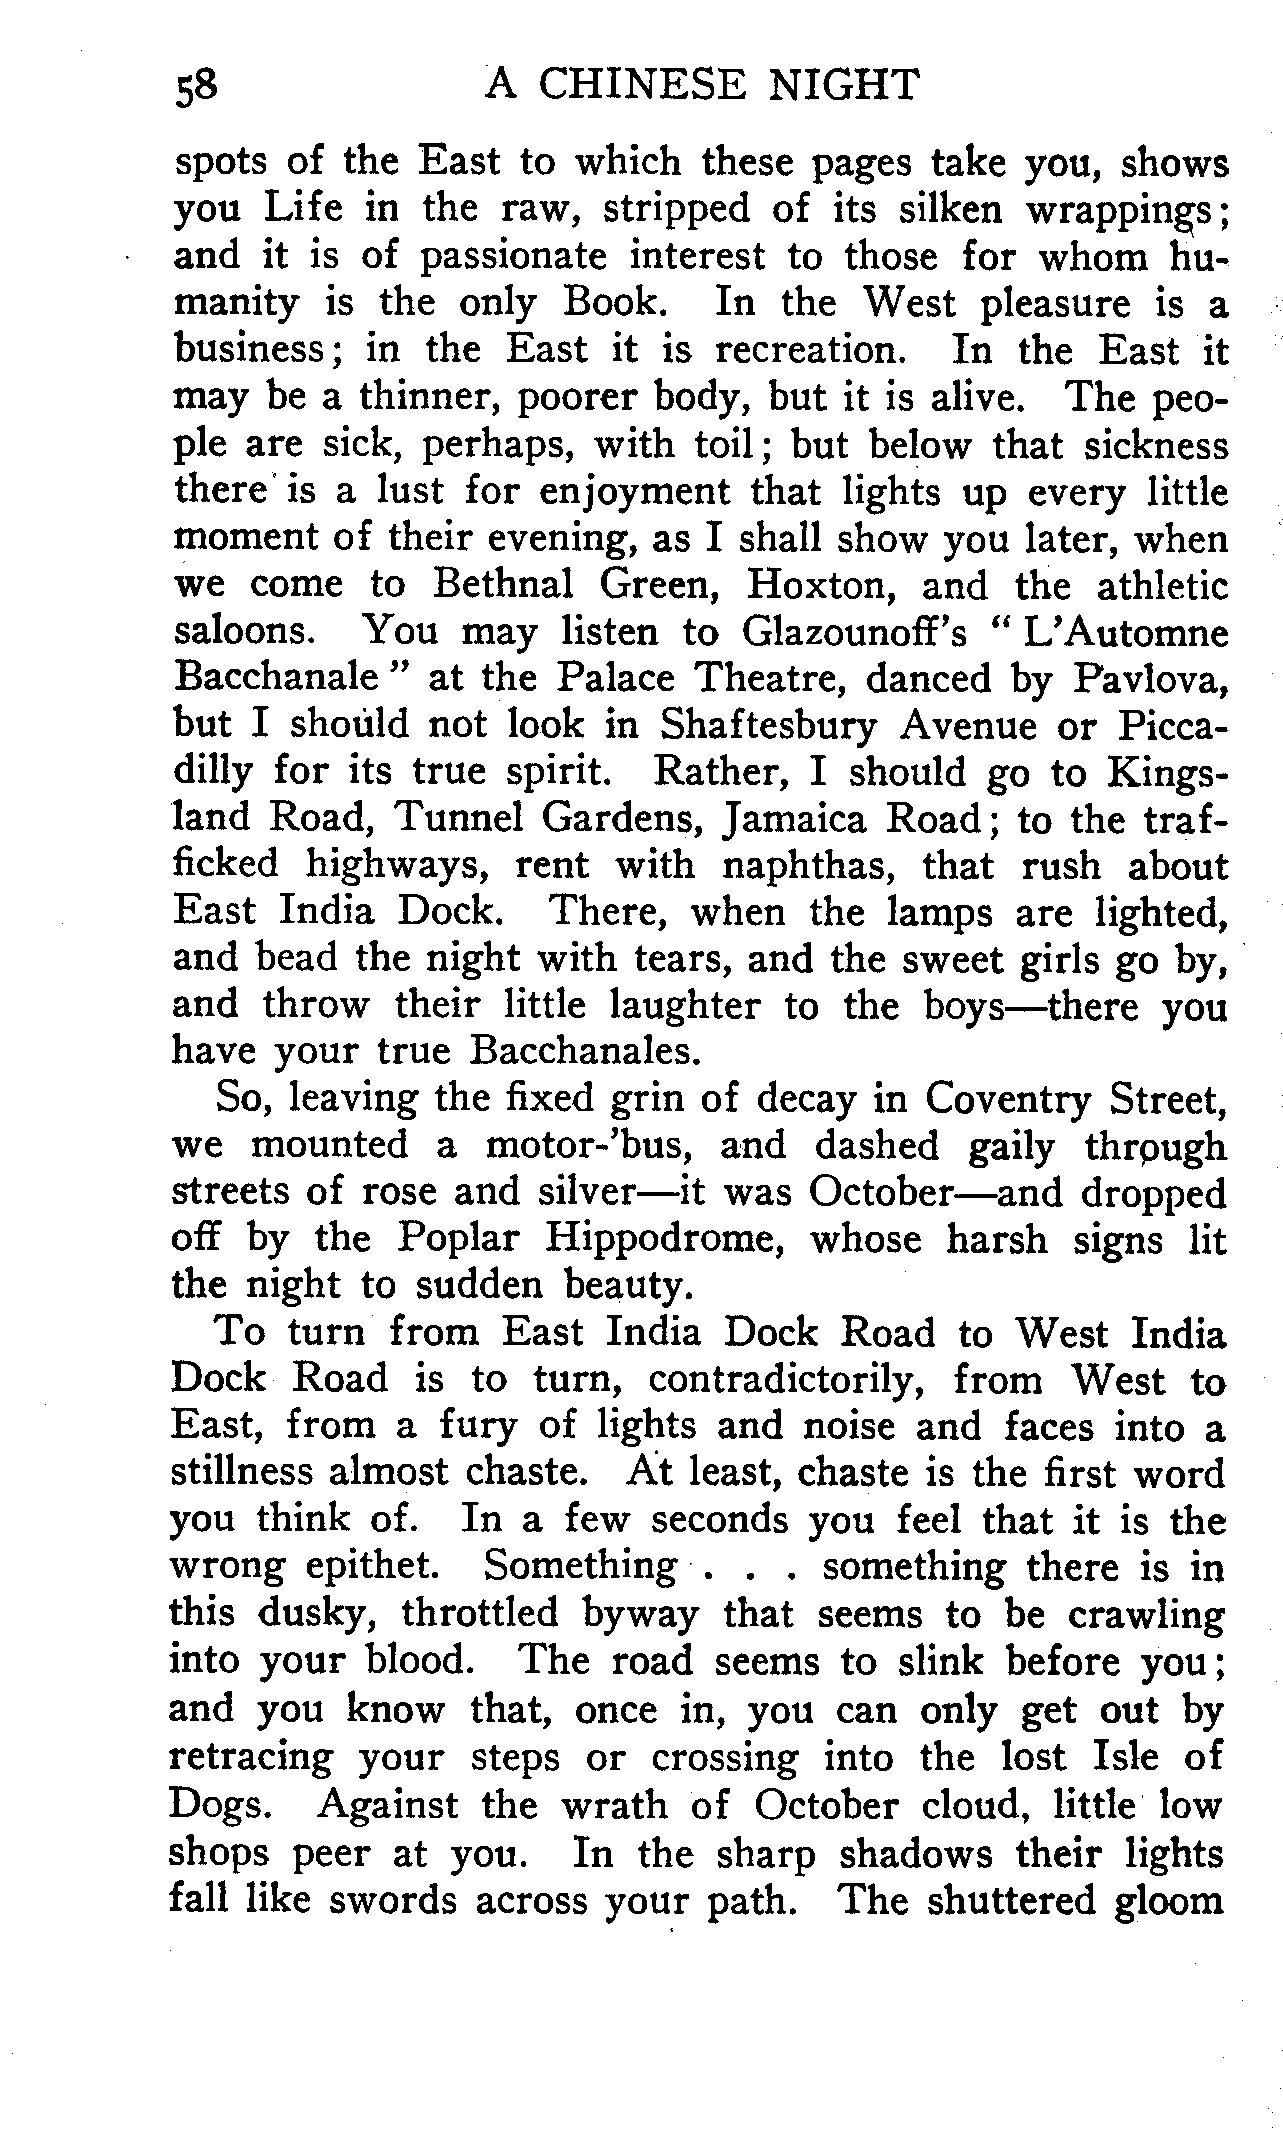 58 A CHINESE NIGHT
spots of the East to which these pages take you, shows
you Life in the raw, stripped of its silken wrappings;
and it is of passionate interest to those for whom hu-
manity is the only Book. In the West pleasure is a
business; in the East it is recreation. In the East it
may be a thinner, poorer body, but it is alive. The peo-
ple are sick, perhaps, with toil; but below that sickness
there is a lust for enjoyment that lights up every little
moment of their evening, as I shall show you later, when
we come to Bethnal Green, Hoxton, and the athletic
saloons. You may listen to Glazounoff's " L'Automne
Bacchanale " at the Palace Theatre, danced by Pavlova,
but I should not look in Shaftesbury Avenue or Picca-
dilly for its true spirit. Rather, I should go to Kings-
land Road, Tunnel Gardens, Jamaica Road; to the traf-
ficked highways, rent with naphthas, that rush about
East India Dock. There, when the lamps are lighted,
and bead the night with tears, and the sweet girls go by,
and throw their little laughter to the boys—there you
have your true Bacchanales.
So, leaving the fixed grin of decay in Coventry Street,
we mounted a motor-'bus, and dashed gaily through
streets of rose and silver—it was October—and dropped
off by the Poplar Hippodrome, whose harsh signs lit
the night to sudden beauty.
To turn from East India Dock Road to West India
Dock Road is to turn, contradictorily, from West to
East, from a fury of lights and noise and faces into a
stillness almost chaste. At least, chaste is the first word
you think of. In a few seconds you feel that it is the
wrong epithet. Something . . . something there is in
this dusky, throttled byway that seems to be crawling
into your blood. The road seems to slink before you;
and you know that, once in, you can only get out by
retracing your steps or crossing into the lost Isle of
Dogs. Against the wrath of October cloud, little low
shops peer at you. In the sharp shadows their lights
fall like swords across your path. The shuttered gloom